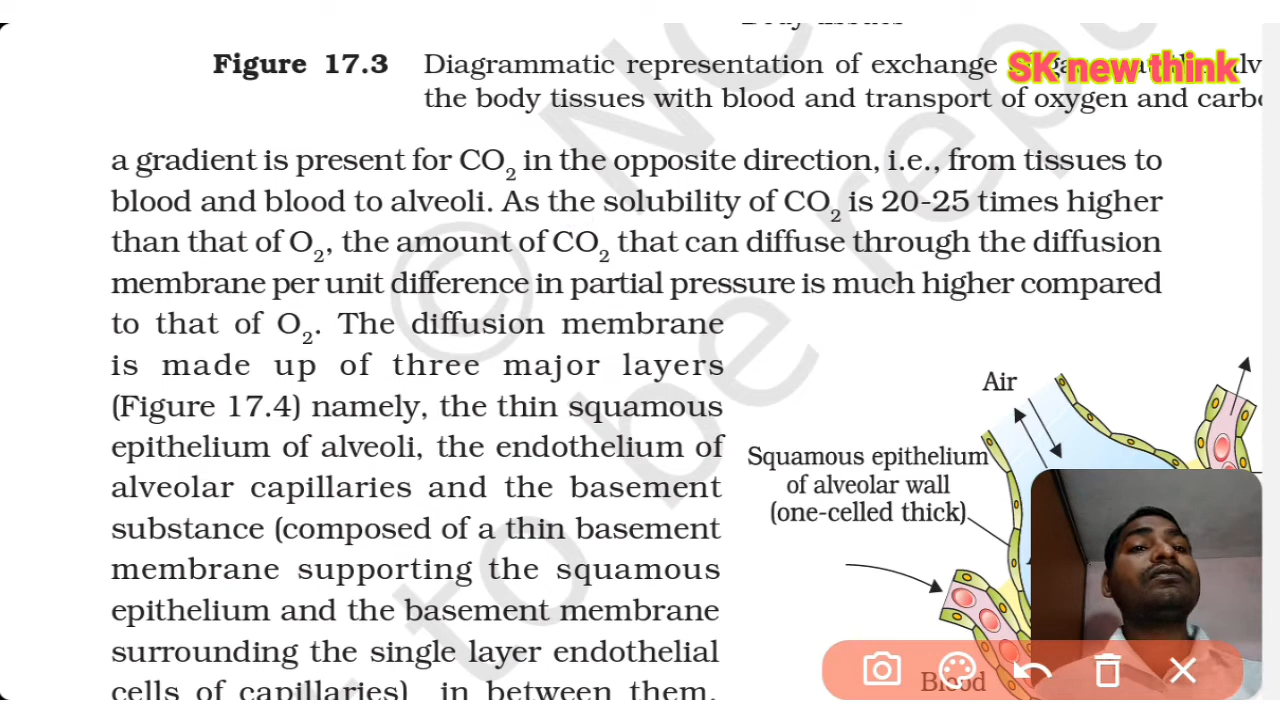 Figure 17.3 Diagrammatic representation of exchange
SK new think
the body tissues with blood and transport of oxygen and
a gradient is present for CO₂ in the opposite direction, i.e., from tissues to
blood and blood to alveoli. As the solubility of CO₂ is 20-25 times higher
than that of O₂, the amount of CO₂ that can diffuse through the diffusion
membrane per unit difference in partial pressure is much higher compared
to that of O₂. The diffusion membrane
is made up of three major layers
(Figure 17.4) namely, the thin squamous
epithelium of alveoli, the endothelium of
alveolar capillaries and the basement
substance (composed of a thin basement
membrane supporting the squamous
epithelium and the basement membrane
surrounding the single layer endothelial
cells of capillaries) in between them.
Air
Squamous epithelium
of alveolar wall
(one-celled thick)
Blood
© 
to be